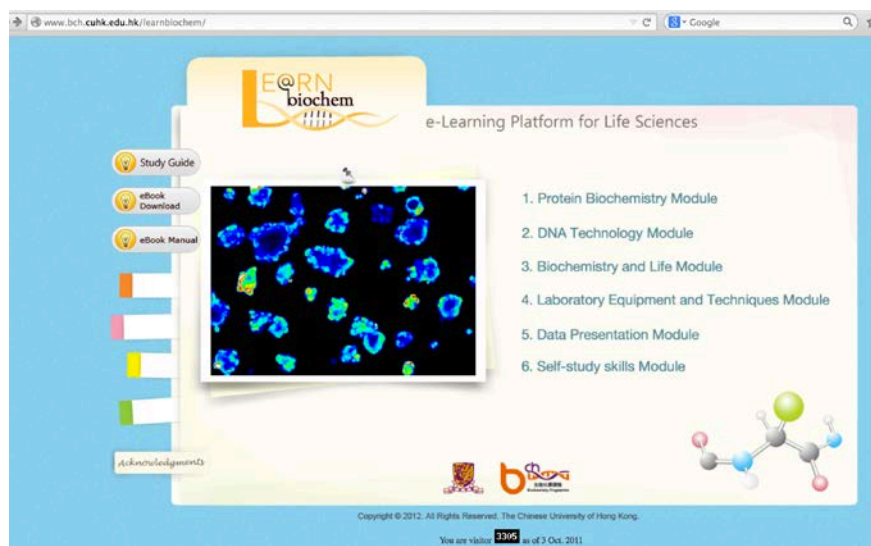 www.bch.cuhk.edu.hk/learnbiochem/
Google
LE@RN
biochem
e-Learning Platform for Life Sciences
Study Guide
eBook
Download
eBook Manual
1. Protein Biochemistry Module
2. DNA Technology Module
3. Biochemistry and Life Module
4. Laboratory Equipment and Techniques Module
5. Data Presentation Module
6. Self-study skills Module
Acknowledgments
Biochemistry Programme
Copyright © 2012. All Rights Reserved. The Chinese University of Hong Kong.
You are visitor 3305 as of 3 Oct. 2011